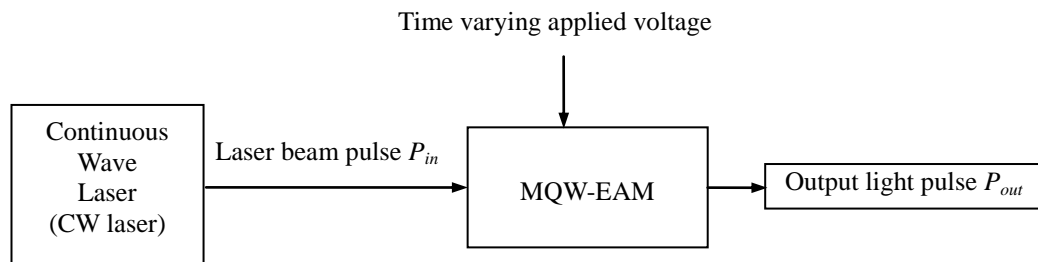 Time varying applied voltage
Continuous
Wave
Laser
(CW laser)
Laser beam pulse Pin
MQW-EAM
Output light pulse Pout